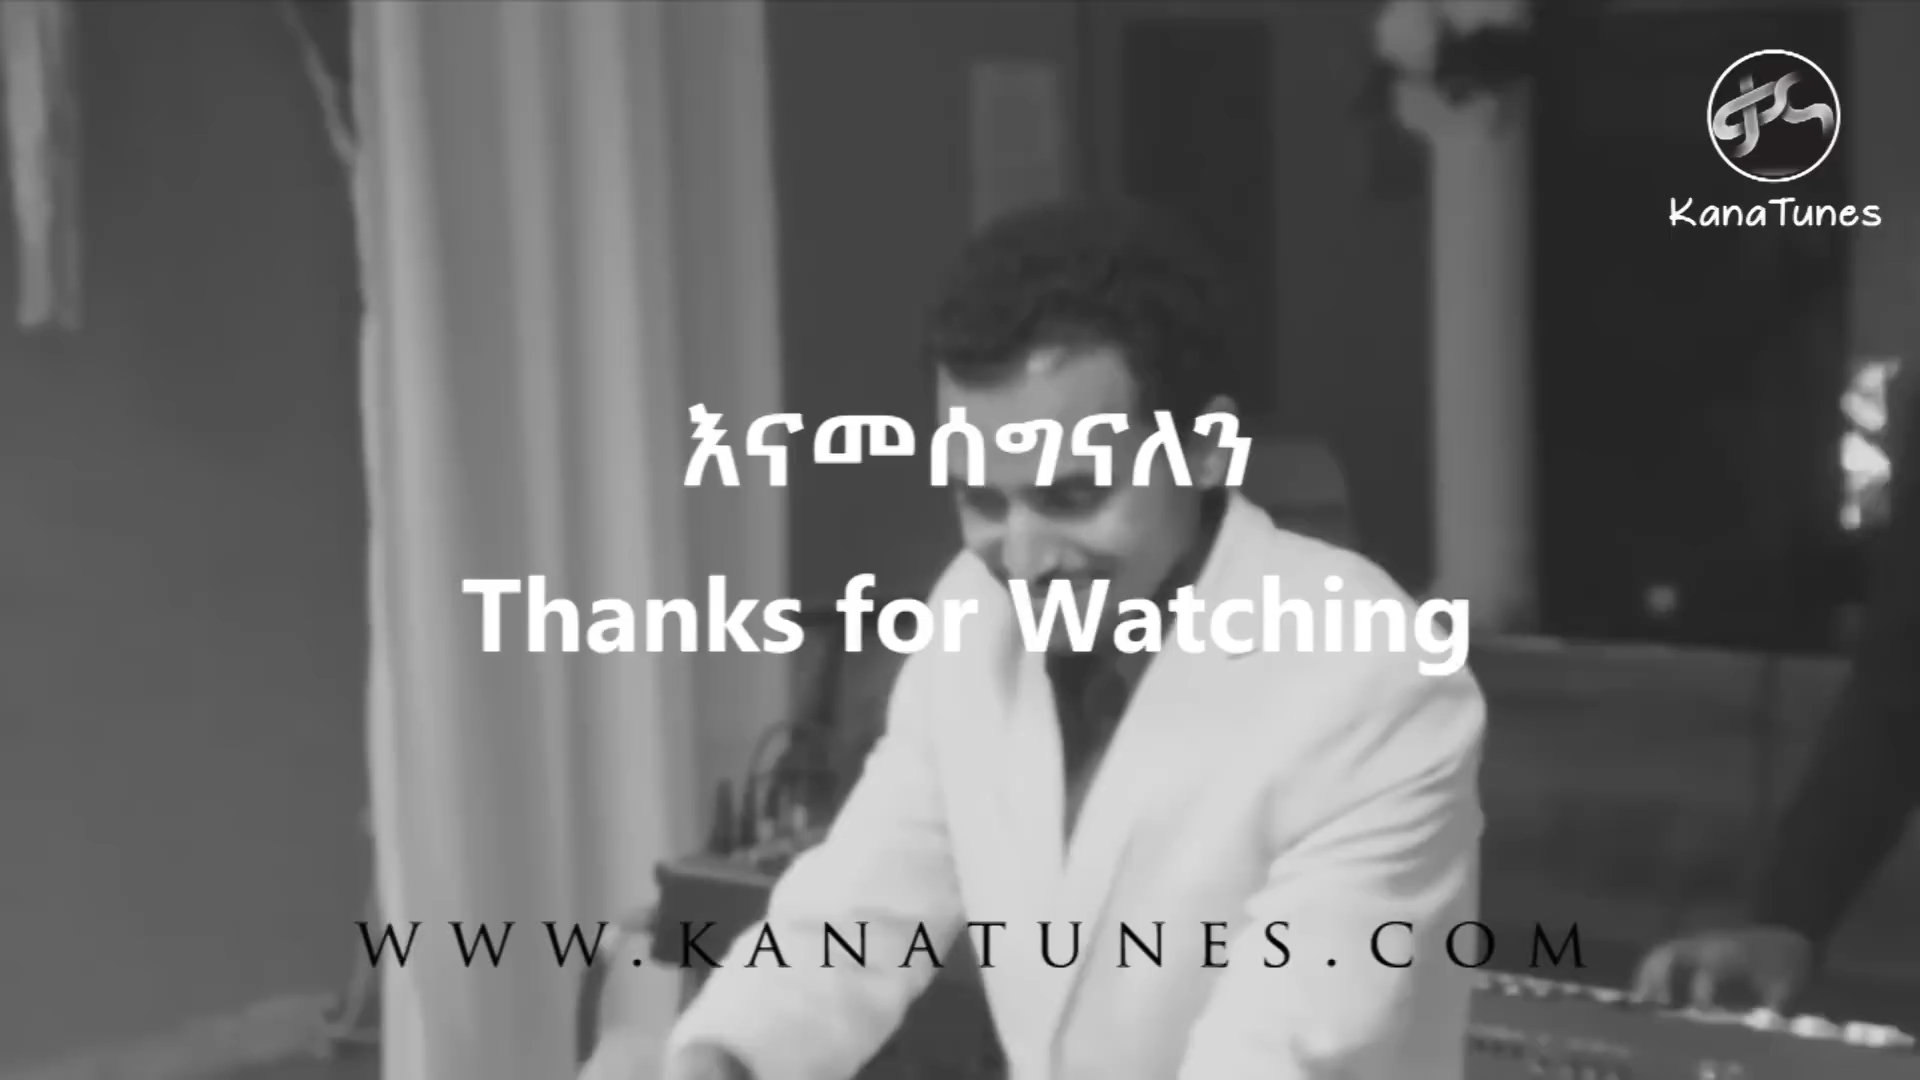 KanaTunes
እናመሰግናለን
Thanks for Watching
WWW.KANATUNES.COM